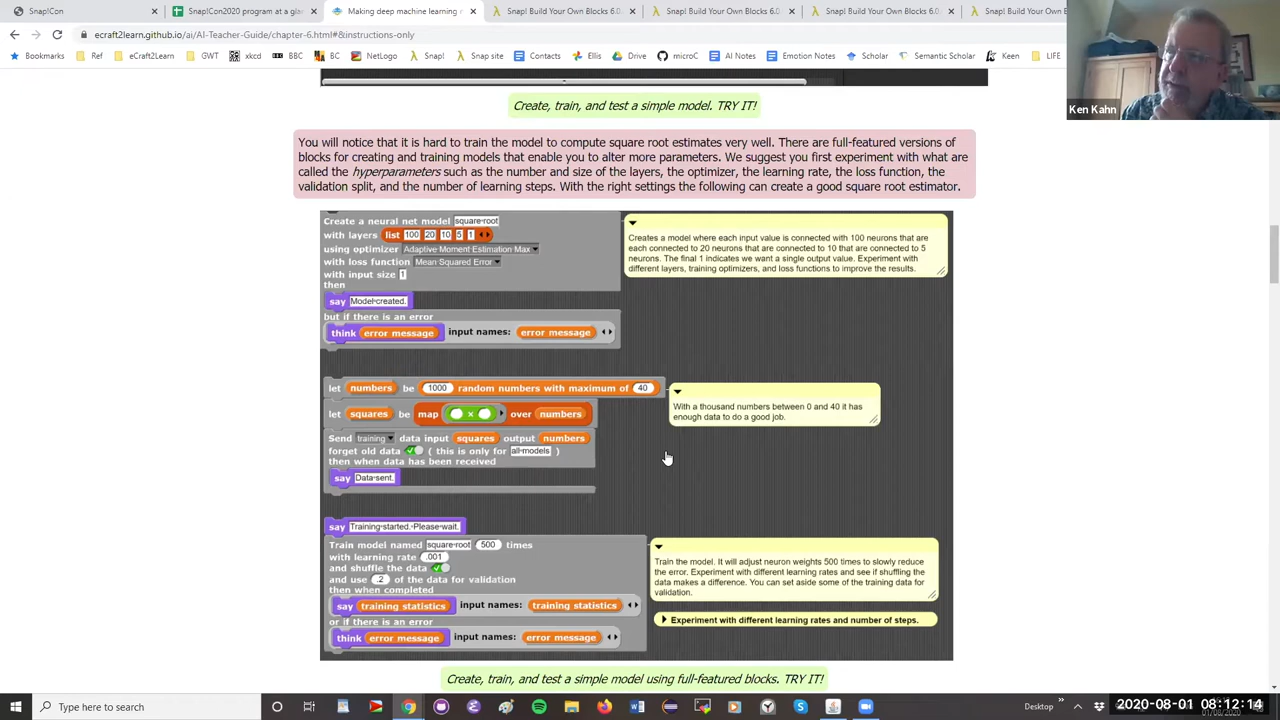 Snap!Con
Snap!Con2020 program at a gla
Making deep machine learning m
Snap! Build Your Own Blocks 6.0.
Snap! Build Your Own Blocks 6.0.
Snap! Build Your Own Blocks 6.0.
Snap! Build Your Own Blocks 6.0
ecraft2learn.github.io/ai/AI-Teacher-Guide/chapter-6.html#&instructions-only
Bookmarks
Ref
eCraft2Learn
GWT
xkcd
BBC
BC
NetLogo
Snap!
Snap site
Contacts
Ellis
Drive
microC
AI Notes
Emotion Notes
Scholar
Semantic Scholar
Keen
LIFE
Ken Kahn
Create, train, and test a simple model. TRY IT!
You will notice that it is hard to train the model to compute square root estimates very well. There are full-featured versions of
blocks for creating and training models that enable you to alter more parameters. We suggest you first experiment with what are
called the hyperparameters such as the number and size of the layers, the optimizer, the learning rate, the loss function, the
validation split, and the number of learning steps. With the right settings the following can create a good square root estimator.
Create a neural net model square-root
with layers list 100 20 10 5 1
using optimizer Adaptive Moment Estimation Max
with loss function Mean Squared Error
with input size 1
then
say Model created.
but if there is an error
think error message input names: error message
Creates a model where each input value is connected with 100 neurons that are
each connected to 20 neurons that are connected to 10 that are connected to 5
neurons. The final 1 indicates we want a single output value. Experiment with
different layers, training optimizers, and loss functions to improve the results.
let numbers be 1000 random numbers with maximum of 40
let squares be map × over numbers
Send training data input squares output numbers
forget old data ( this is only for all models )
then when data has been received
say Data sent.
With a thousand numbers between 0 and 40 it has
enough data to do a good job.
say Training started. Please wait.
Train model named square-root 500 times
with learning rate .001
and shuffle the data
and use .2 of the data for validation
then when completed
say training statistics input names: training statistics
or if there is an error
think error message input names: error message
Train the model. It will adjust neuron weights 500 times to slowly reduce
the error. Experiment with different learning rates and see if shuffling the
data makes a difference. You can set aside some of the training data for
validation.
Experiment with different learning rates and number of steps.
Create, train, and test a simple model using full-featured blocks. TRY IT!
Type here to search
Desktop
2020-08-01 08:12:14